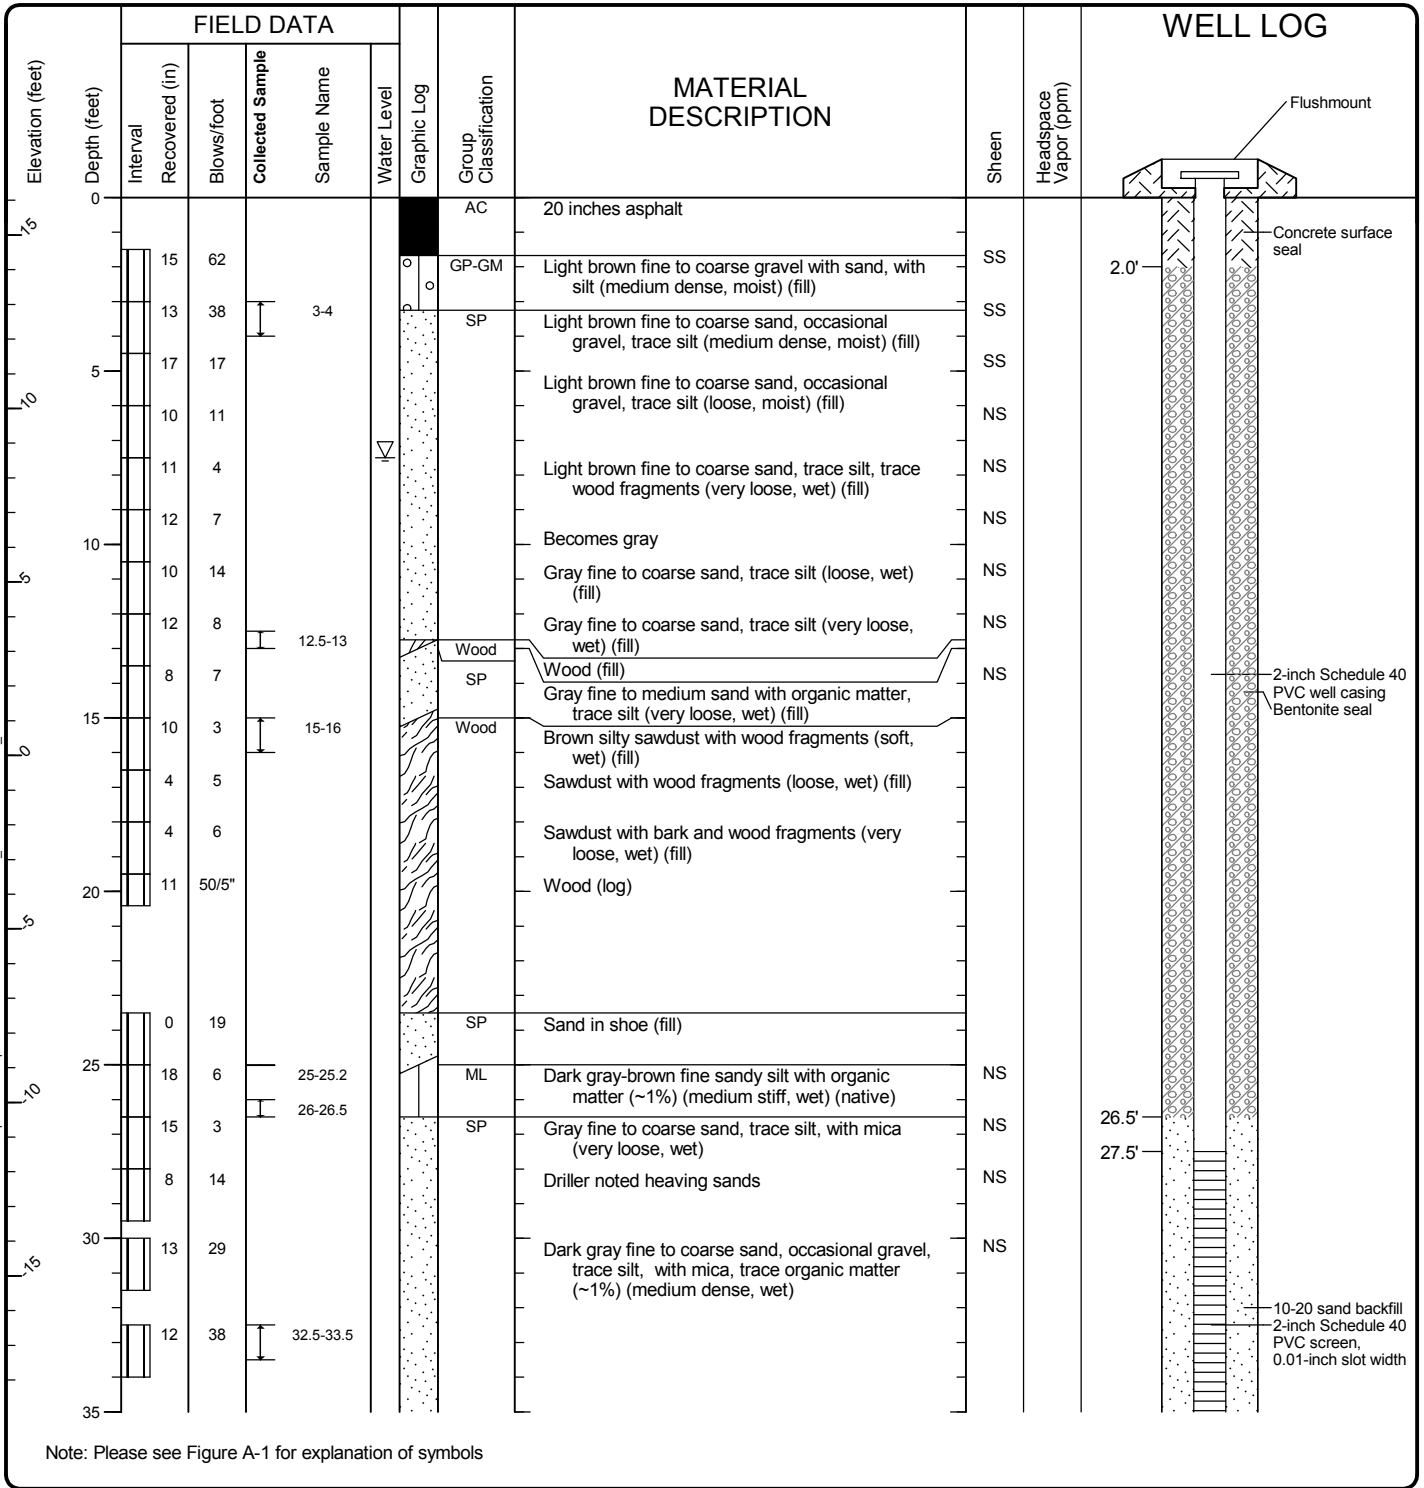 FIELD DATA
WELL LOG
Elevation (feet)
Depth (feet)
Interval
Recovered (in)
Blows/foot
Collected Sample
Sample Name
Water Level
Graphic Log
Group
Classification
MATERIAL
DESCRIPTION
Sheen
Headspace
Vapor (ppm)
Flushmount
0
AC
20 inches asphalt
15
Concrete surface
seal
15 62
SS
GP-GM
Light brown fine to coarse gravel with sand, with
silt (medium dense, moist) (fill)
2.0'
13 38 3-4
SS
SP
Light brown fine to coarse sand, occasional
gravel, trace silt (medium dense, moist) (fill)
17 17
SS
5
Light brown fine to coarse sand, occasional
gravel, trace silt (loose, moist) (fill)
10
10 11
NS
11 4
Light brown fine to coarse sand, trace silt, trace
wood fragments (very loose, wet) (fill)
NS
12 7
NS
10
Becomes gray
5
10 14
Gray fine to coarse sand, trace silt (loose, wet)
(fill)
NS
12 8
Gray fine to coarse sand, trace silt (very loose,
wet) (fill)
NS
12.5-13
Wood
Wood (fill)
8 7
SP
NS
2-inch Schedule 40
PVC well casing
Bentonite seal
Gray fine to medium sand with organic matter,
trace silt (very loose, wet) (fill)
15
10 3 15-16
Wood
Brown silty sawdust with wood fragments (soft,
wet) (fill)
0
4 5
Sawdust with wood fragments (loose, wet) (fill)
4 6
Sawdust with bark and wood fragments (very
loose, wet) (fill)
11 50/5"
Wood (log)
20
-5
0 19
SP
Sand in shoe (fill)
25
18 6 25-25.2
ML
Dark gray-brown fine sandy silt with organic
matter (~1%) (medium stiff, wet) (native)
NS
-10
26-26.5
26.5'
15 3
SP
Gray fine to coarse sand, trace silt, with mica
(very loose, wet)
NS
27.5'
8 14
Driller noted heaving sands
NS
30
13 29
Dark gray fine to coarse sand, occasional gravel,
trace silt, with mica, trace organic matter
(~1%) (medium dense, wet)
NS
-15
10-20 sand backfill
2-inch Schedule 40
PVC screen,
0.01-inch slot width
12 38 32.5-33.5
35
Note: Please see Figure A-1 for explanation of symbols